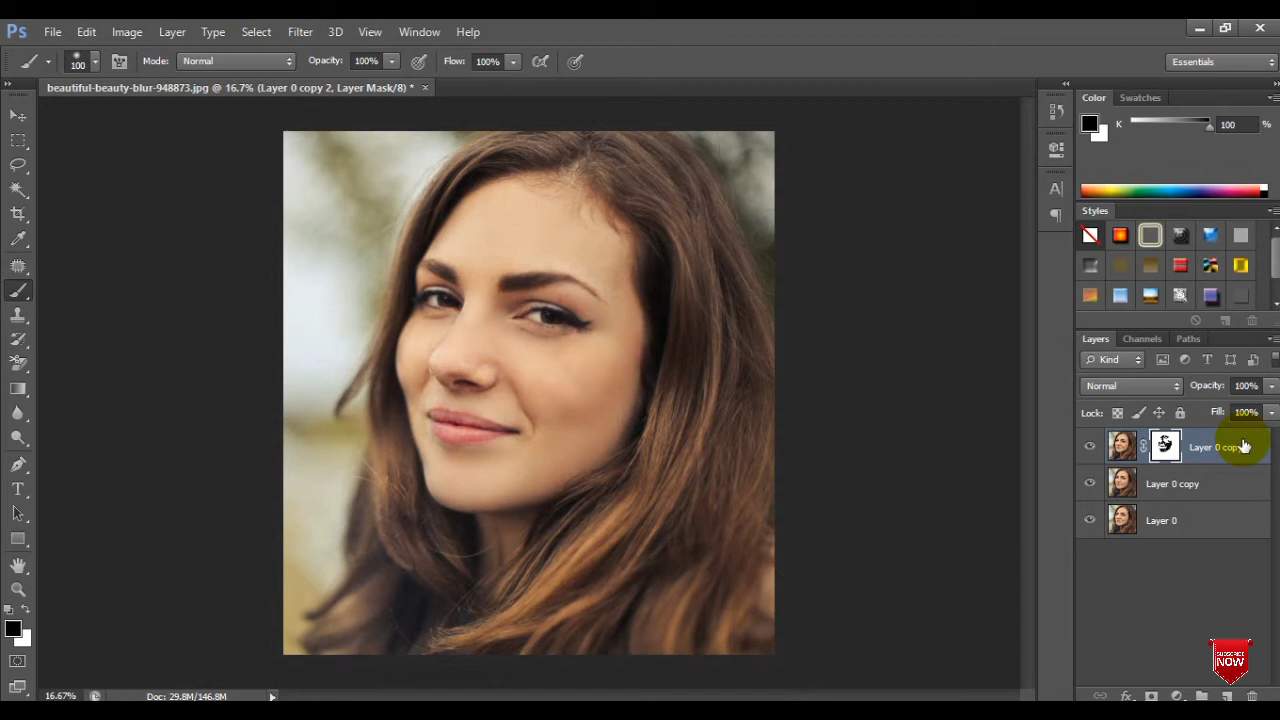 Ps File Edit Image Layer Type Select Filter 3D View Window Help
100 Mode: Normal Opacity: 100% Flow: 100% Essentials
beautiful-beauty-blur-948873.jpg @ 16.7% (Layer 0 copy 2, Layer Mask/8) * ×
Color Swatches
K 100 %
Styles
Layers Channels Paths
Kind T
Normal Opacity: 100%
Lock: Fill: 100%
Layer 0
Layer 0 copy
Layer 0
SUBSCRIBE
NOW
16.67% Doc: 29.8M/146.8M